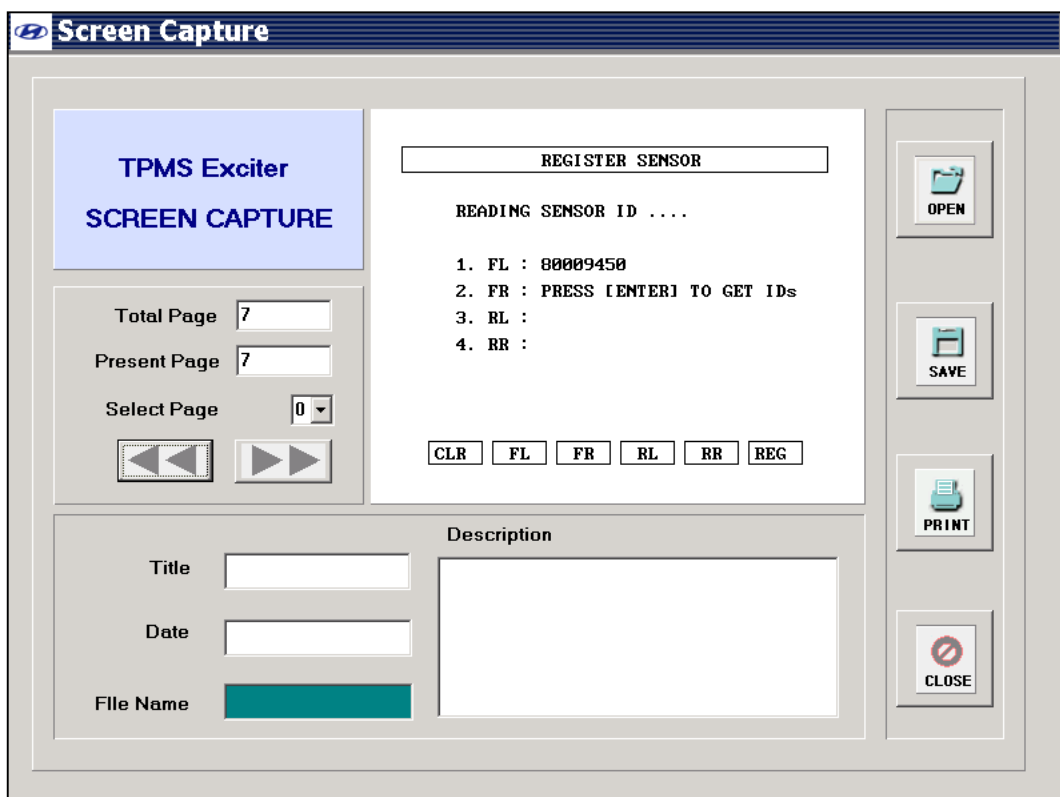 Screen Capture
TPMS Exciter
SCREEN CAPTURE
REGISTER SENSOR
READING SENSOR ID ....
1. FL : 80009450
2. FR : PRESS [ENTER] TO GET IDs
3. RL :
4. RR :
CLR FL FR RL RR REG
Total Page 7
Present Page 7
Select Page 0
OPEN
SAVE
PRINT
CLOSE
Title
Date
FIle Name
Description